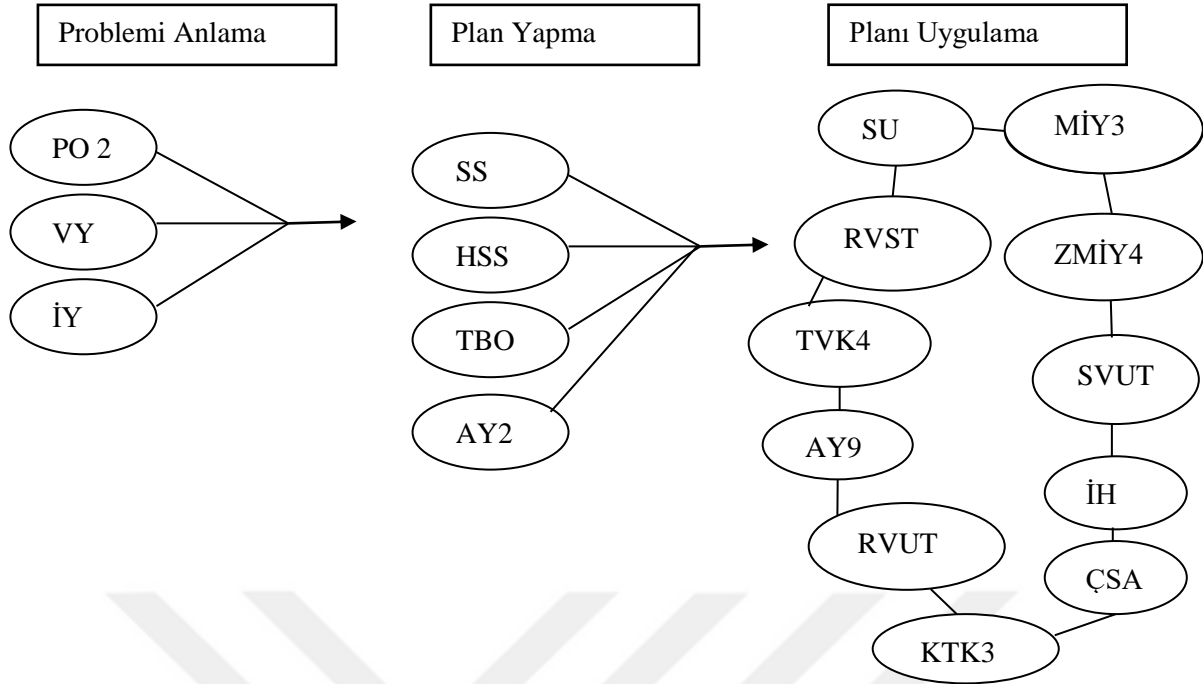 Problemi Anlama
Plan Yapma
Planı Uygulama
PO 2
VY
İY
SS
HSS
TBO
AY2
SU
MİY3
RVST
ZMİY4
TVK4
SVUT
AY9
İH
RVUT
ÇSA
KTK3